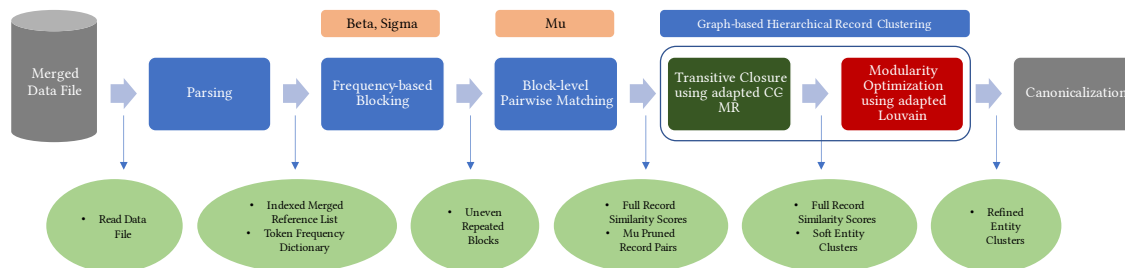 Beta, Sigma
Mu
Graph-based Hierarchical Record Clustering
Merged
Data File
Parsing
Frequency-based
Blocking
Block-level
Pairwise Matching
Transitive Closure
using adapted CC-
MR
Modularity
Optimization
using adapted
Louvain
Canonicalization
• Read Data
File
• Indexed Merged
Reference List
• Token Frequency
Dictionary
• Uneven
Repeated
Blocks
• Full Record
Similarity Scores
• Mu Pruned
Record Pairs
• Full Record
Similarity Scores
• Soft Entity
Clusters
• Refined
Entity
Clusters